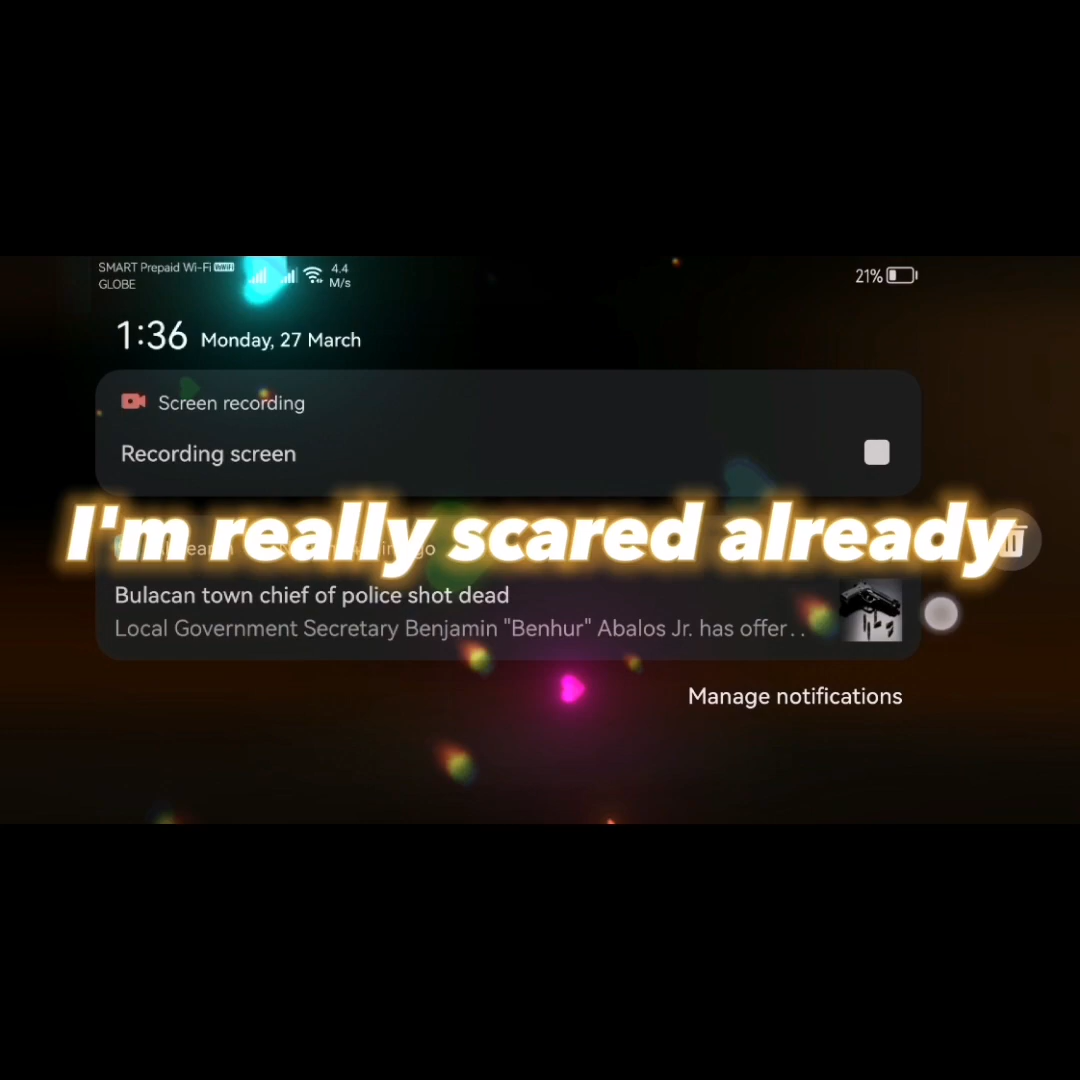 SMART Prepaid Wi-Fi VoWiFi
GLOBE
4.4
M/s
21%
1:36 Monday, 27 March
Screen recording
Recording screen
I'm really scared already
Bulacan town chief of police shot dead
Local Government Secretary Benjamin "Benhur" Abalos Jr. has offer..
Manage notifications